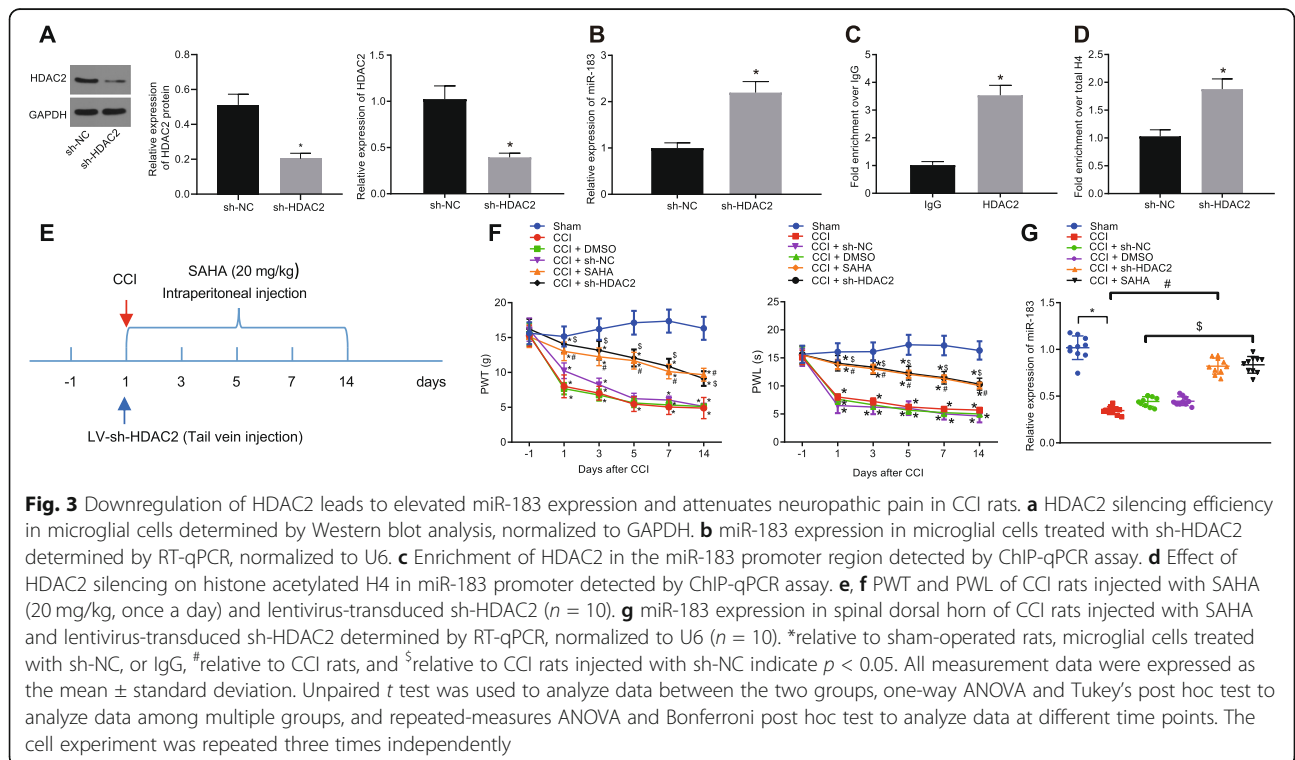 A
HDAC2
GAPDH
sh-NC
sh-HDAC2
Relative expression
of HDAC2 protein
0.8
0.6
0.4
0.2
0.0
*
sh-NC sh-HDAC2
Relative expression of HDAC2
1.5
1.0
0.5
0.0
*
sh-NC sh-HDAC2
B
Relative expression of miR-183
3
2
1
0
*
sh-NC sh-HDAC2
C
Fold enrichment over IgG
5
4
3
2
1
0
*
IgG HDAC2
D
Fold enrichment over total H4
2.5
2.0
1.5
1.0
0.5
0.0
*
sh-NC sh-HDAC2
E
CCI
SAHA (20 mg/kg)
Intraperitoneal injection
-1 1 3 5 7 14 days
LV-sh-HDAC2 (Tail vein injection)
F
Sham
CCI
CCI + DMSO
CCI + sh-NC
CCI + SAHA
CCI + sh-HDAC2
PWT (g)
20
15
10
5
0
-1 1 3 5 7 14
Days after CCI
Sham
CCI
CCI + sh-NC
CCI + DMSO
CCI + SAHA
CCI + sh-HDAC2
PWL (s)
25
20
15
10
5
0
-1 1 3 5 7 14
Days after CCI
G
Sham
CCI
CCI + sh-NC
CCI + DMSO
CCI + sh-HDAC2
CCI + SAHA
Relative expression of miR-183
1.5
1.0
0.5
0.0
*
#
$
Fig. 3 Downregulation of HDAC2 leads to elevated miR-183 expression and attenuates neuropathic pain in CCI rats. a HDAC2 silencing efficiency
in microglial cells determined by Western blot analysis, normalized to GAPDH. b miR-183 expression in microglial cells treated with sh-HDAC2
determined by RT-qPCR, normalized to U6. c Enrichment of HDAC2 in the miR-183 promoter region detected by ChIP-qPCR assay. d Effect of
HDAC2 silencing on histone acetylated H4 in miR-183 promoter detected by ChIP-qPCR assay. e, f PWT and PWL of CCI rats injected with SAHA
(20 mg/kg, once a day) and lentivirus-transduced sh-HDAC2 (n = 10). g miR-183 expression in spinal dorsal horn of CCI rats injected with SAHA
and lentivirus-transduced sh-HDAC2 determined by RT-qPCR, normalized to U6 (n = 10). *relative to sham-operated rats, microglial cells treated
with sh-NC, or IgG, #relative to CCI rats, and $relative to CCI rats injected with sh-NC indicate p < 0.05. All measurement data were expressed as
the mean ± standard deviation. Unpaired t test was used to analyze data between the two groups, one-way ANOVA and Tukey's post hoc test to
analyze data among multiple groups, and repeated-measures ANOVA and Bonferroni post hoc test to analyze data at different time points. The
cell experiment was repeated three times independently